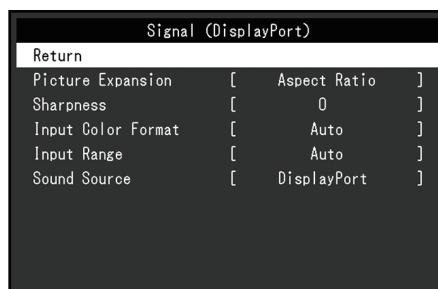 Signal (DisplayPort)
Return
Picture Expansion [ Aspect Ratio ]
Sharpness [ 0 ]
Input Color Format [ Auto ]
Input Range [ Auto ]
Sound Source [ DisplayPort ]